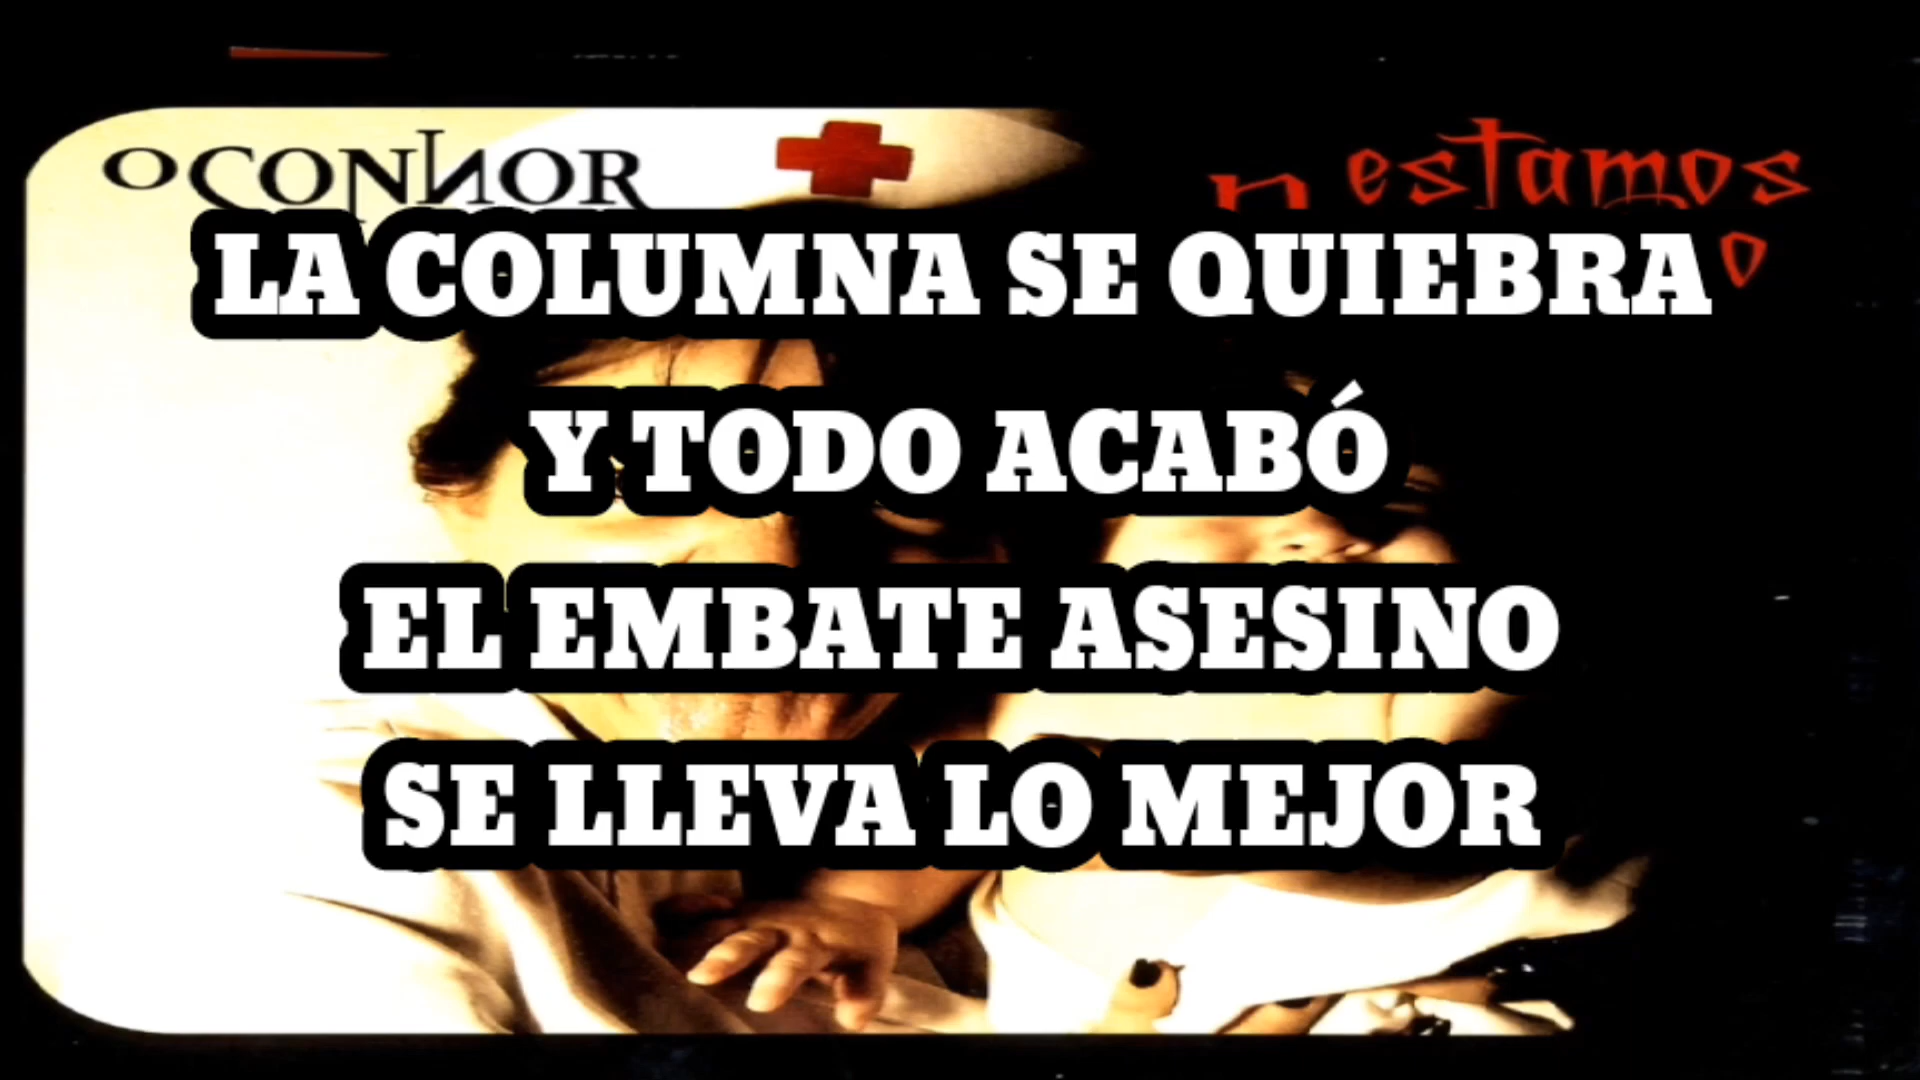 OCONNOR
estamos
LA COLUMNA SE QUIEBRA
Y TODO ACABÓ
EL EMBATE ASESINO
SE LLEVA LO MEJOR